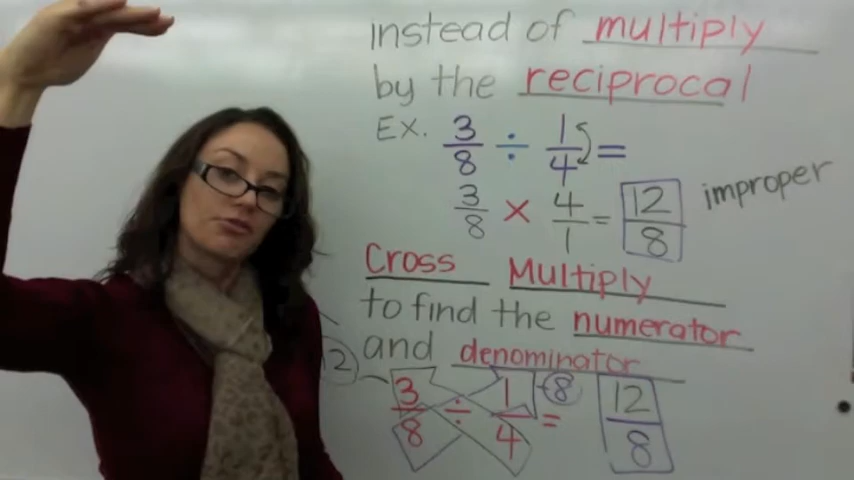 instead of multiply
by the reciprocal
EX. 3/8 ÷ 1/4 =
3/8 × 4/1 = 12/8 improper
Cross Multiply
to find the numerator
and denominator
3/8 ÷ 1/4 8 = 12/8